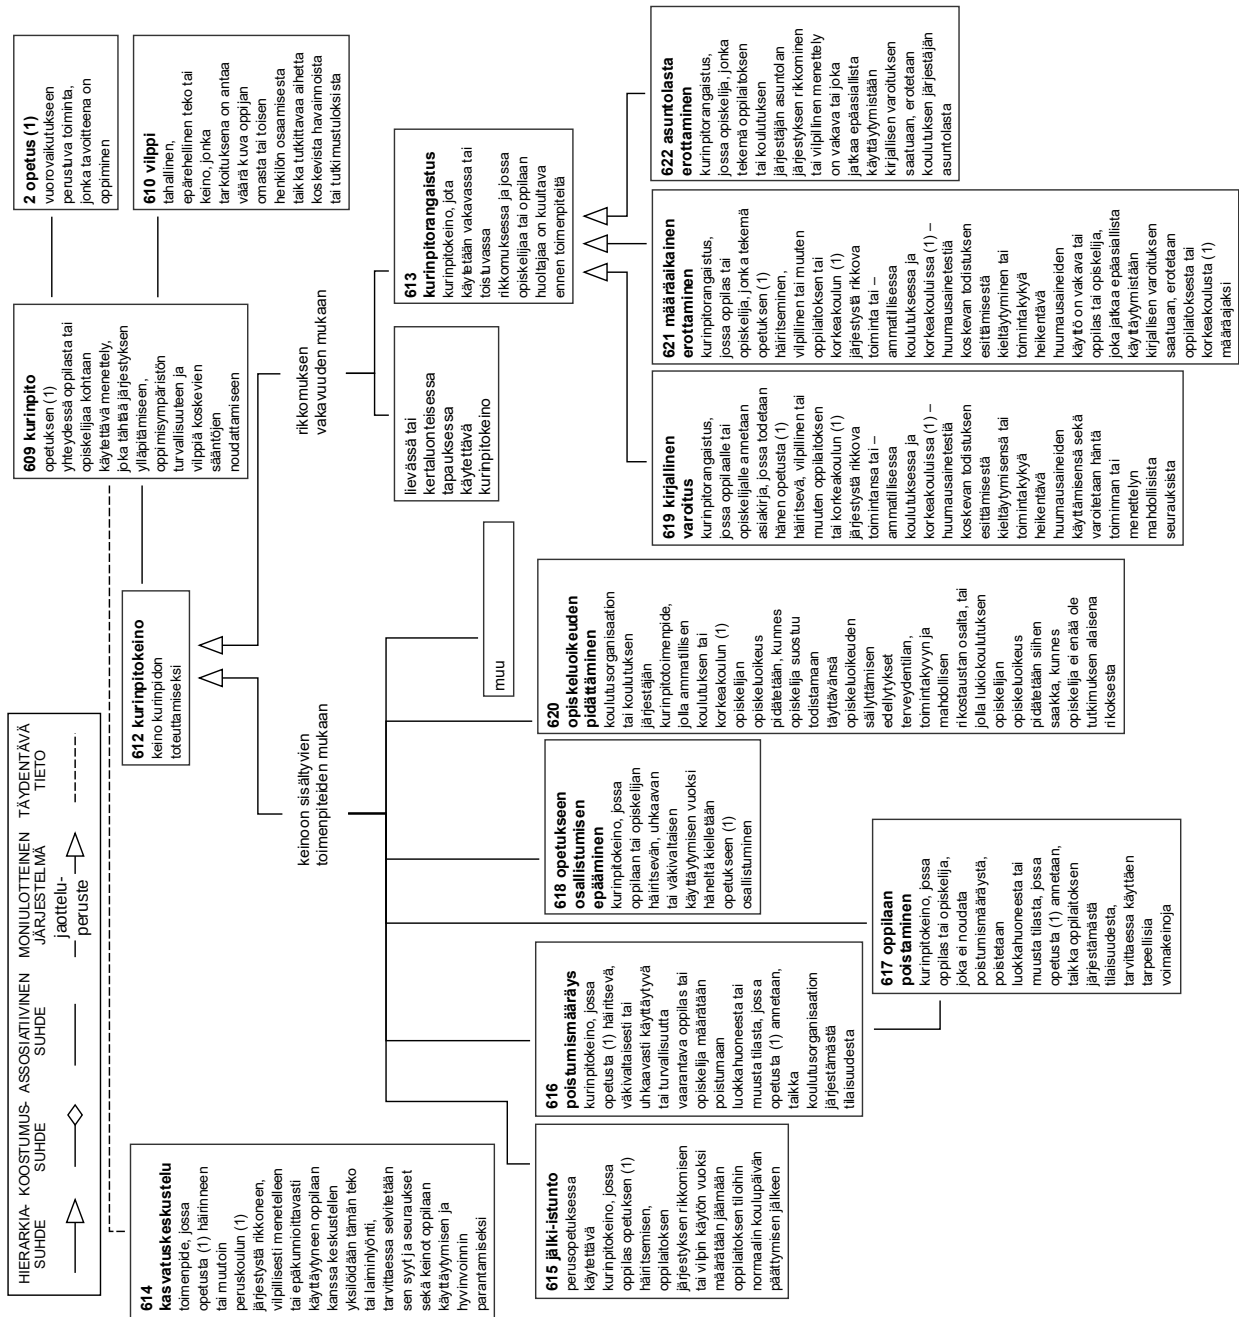 HIERARKIA-
SUHDE
KOOSTUMUS-
SUHDE
ASSOSIATIIVINEN
SUHDE
MONIULOTTEINEN
JÄRJESTELMÄ
jaottelu-
peruste
TÄYDENTÄVÄ
TIETO
2 opetus (1)
vuorovaikutukseen
perustuva toiminta,
jonka tavoitteena on
oppiminen
609 kurinpito
opetuksen (1)
yhteydessä oppilasta tai
opiskelijaa kohtaan
käytettävä menettely,
joka tähtää järjestyksen
ylläpitämiseen,
oppimisympäristön
turvallisuuteen ja
vilppiä koskevien
sääntöjen
noudattamiseen
610 vilppi
tahallinen,
epärehellinen teko tai
keino, jonka
tarkoituksena on antaa
väärä kuva oppijan
omasta tai toisen
henkilön osaamisesta
taikka tutkittavaa aihetta
koskevista havainnoista
tai tutkimustuloksista
612 kurinpitokeino
keino kurinpidon
toteuttamiseksi
614
kasvatuskeskustelu
toimenpide, jossa
opetusta (1) häirinneen
tai muutoin
peruskoulun (1)
järjestystä rikkoneen,
vilpillisesti menetelleen
tai epäkunnioittavasti
käyttäytyneen oppilaan
kanssa keskustellen
yksilöidään tämän teko
tai laiminlyönti,
tarvittaessa selvitetään
sen syyt ja seuraukset
sekä keinot oppilaan
käyttäytymisen ja
hyvinvoinnin
parantamiseksi
keinoon sisältyvien
toimenpiteiden mukaan
rikomuksen
vakavuuden mukaan
lievässä tai
kertaluonteisessa
tapauksessa
käytettävä
kurinpitokeino
613
kurinpitorangaistus
kurinpitokeino, jota
käytetään vakavassa tai
toistuvassa
rikkomuksessa ja jossa
opiskelijaa tai oppilaan
huoltajaa on kuultava
ennen toimenpiteitä
muu
615 jälki-istunto
perusopetuksessa
käytettävä
kurinpitokeino, jossa
oppilas opetuksen (1)
häiritsemisen,
oppilaitoksen
järjestyksen rikkomisen
tai vilpin käytön vuoksi
määrätään jäämään
oppilaitoksen tiloihin
normaalin koulupäivän
päättymisen jälkeen
616
poistumismääräys
kurinpitokeino, jossa
opetusta (1) häiritsevä,
väkivaltaisesti tai
uhkaavasti käyttäytyvä
tai turvallisuutta
vaarantava oppilas tai
opiskelija määrätään
poistumaan
luokkahuoneesta tai
muusta tilasta, jossa
opetusta (1) annetaan,
taikka
koulutusorganisaation
järjestämästä
tilaisuudesta
617 oppilaan
poistaminen
kurinpitokeino, jossa
oppilas tai opiskelija,
joka ei noudata
poistumismääräystä,
poistetaan
luokkahuoneesta tai
muusta tilasta, jossa
opetusta (1) annetaan,
taikka oppilaitoksen
järjestämästä
tilaisuudesta,
tarvittaessa käyttäen
tarpeellisia
voimakeinoja
618 opetukseen
osallistumisen
epääminen
kurinpitokeino, jossa
oppilaan tai opiskelijan
häiritsevän, uhkaavan
tai väkivaltaisen
käyttäytymisen vuoksi
häneltä kielletään
opetukseen (1)
osallistuminen
620
opiskeluoikeuden
pidättäminen
koulutusorganisaation
tai koulutuksen
järjestäjän
kurinpitotoimenpide,
jolla ammatillisen
koulutuksen tai
korkeakoulun (1)
opiskelijan
opiskeluoikeus
pidätetään, kunnes
opiskelija suostuu
todistamaan
täyttävänsä
opiskeluoikeuden
säilyttämisen
edellytykset
terveydentilan,
toimintakyvyn ja
mahdollisen
rikostaustan osalta, tai
jolla lukiokoulutuksen
opiskelijan
opiskeluoikeus
pidätetään siihen
saakka, kunnes
opiskelija ei enää ole
tutkimuksen alaisena
rikoksesta
619 kirjallinen
varoitus
kurinpitorangaistus,
jossa oppilaalle tai
opiskelijalle annetaan
asiakirja, jossa todetaan
hänen opetusta (1)
häiritsevä, vilpillinen tai
muuten oppilaitoksen
tai korkeakoulun (1)
järjestystä rikkova
toimintansa tai –
ammatillisessa
koulutuksessa ja
korkeakouluissa (1) –
huumausainetestiä
koskevan todistuksen
esittämisestä
kieltäytymisensä tai
toimintakykyä
heikentävä
huumausaineiden
käyttämisensä sekä
varoitetaan häntä
toiminnan tai
menettelyn
mahdollisista
seurauksista
621 määräaikainen
erottaminen
kurinpitorangaistus,
jossa oppilas tai
opiskelija, jonka tekemä
opetuksen (1)
häiritseminen,
vilpillinen tai muuten
oppilaitoksen tai
korkeakoulun (1)
järjestystä rikkova
toiminta tai –
ammatillisessa
koulutuksessa ja
korkeakouluissa (1) –
huumausainetestiä
koskevan todistuksen
esittämisestä
kieltäytyminen tai
toimintakykyä
heikentävä
huumausaineiden
käyttö on vakava tai
oppilas tai opiskelija,
joka jatkaa epäasiallista
käyttäytymistään
kirjallisen varoituksen
saatuaan, erotetaan
oppilaitoksesta tai
korkeakoulusta (1)
määräajaksi
622 asuntolasta
erottaminen
kurinpitorangaistus,
jossa opiskelija, jonka
tekemä oppilaitoksen
tai koulutuksen
järjestäjän asuntolan
järjestyksen rikkominen
tai vilpillinen menettely
on vakava tai joka
jatkaa epäasiallista
käyttäytymistään
kirjallisen varoituksen
saatuaan, erotetaan
koulutuksen järjestäjän
asuntolasta